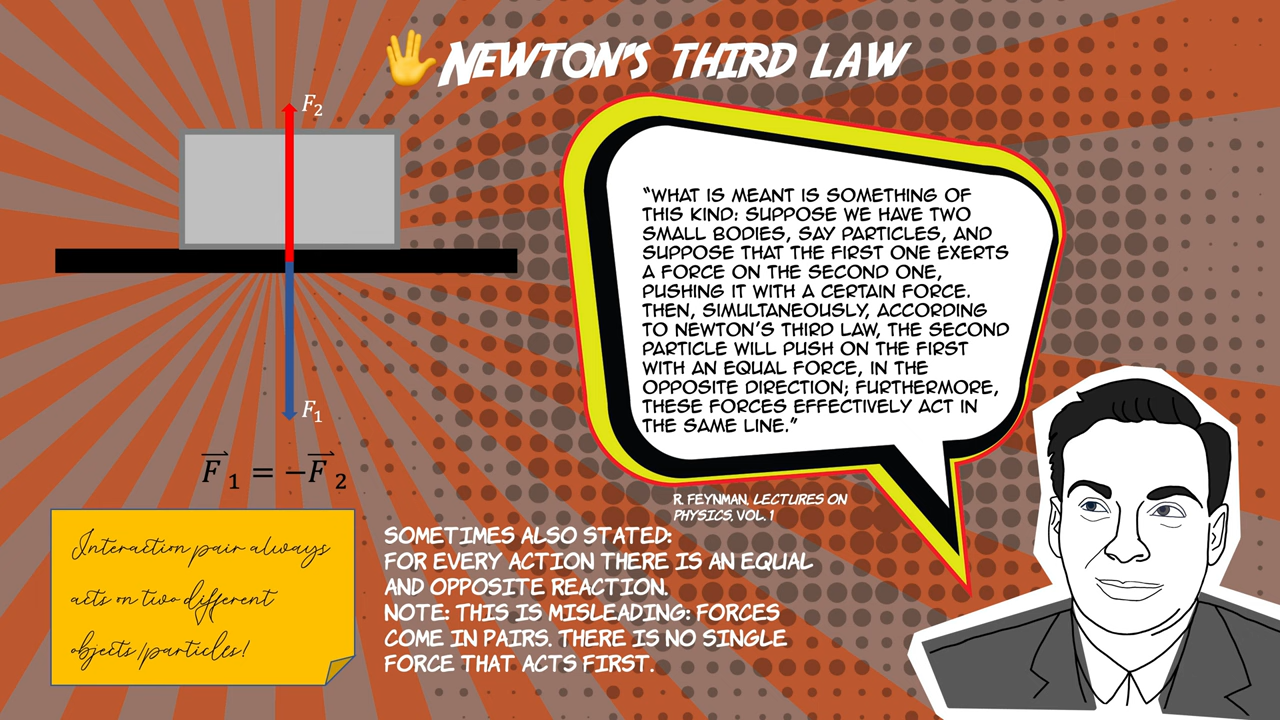 🖖 NEWTON'S THIRD LAW
F₂
F₁
F⃗ ₁ = −F⃗ ₂
Interaction pair always
acts on two different
objects/particles!
"WHAT IS MEANT IS SOMETHING OF
THIS KIND: SUPPOSE WE HAVE TWO
SMALL BODIES, SAY PARTICLES, AND
SUPPOSE THAT THE FIRST ONE EXERTS
A FORCE ON THE SECOND ONE,
PUSHING IT WITH A CERTAIN FORCE.
THEN, SIMULTANEOUSLY, ACCORDING
TO NEWTON'S THIRD LAW, THE SECOND
PARTICLE WILL PUSH ON THE FIRST
WITH AN EQUAL FORCE, IN THE
OPPOSITE DIRECTION; FURTHERMORE,
THESE FORCES EFFECTIVELY ACT IN
THE SAME LINE."
R. FEYNMAN, LECTURES ON
PHYSICS, VOL. 1
SOMETIMES ALSO STATED:
FOR EVERY ACTION THERE IS AN EQUAL
AND OPPOSITE REACTION.
NOTE: THIS IS MISLEADING: FORCES
COME IN PAIRS. THERE IS NO SINGLE
FORCE THAT ACTS FIRST.